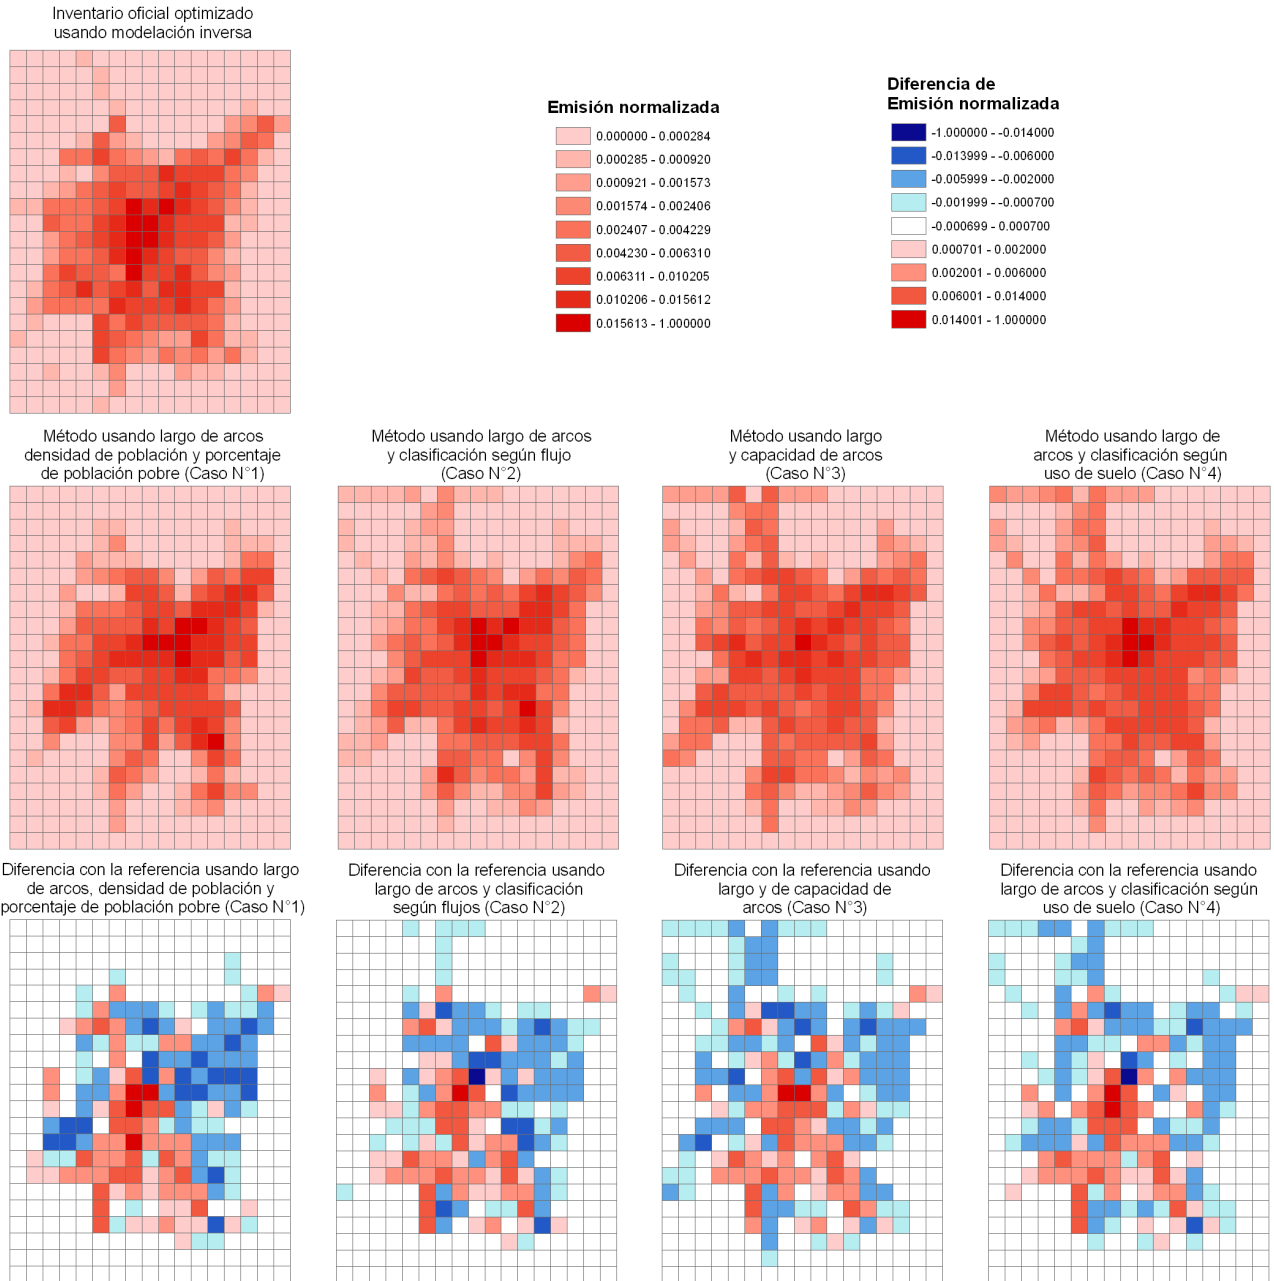 Inventario oficial optimizado
usando modelación inversa
Emisión normalizada
0.000000 - 0.000284
0.000285 - 0.000920
0.000921 - 0.001573
0.001574 - 0.002406
0.002407 - 0.004229
0.004230 - 0.006310
0.006311 - 0.010205
0.010206 - 0.015612
0.015613 - 1.000000
Diferencia de
Emisión normalizada
-1.000000 - -0.014000
-0.013999 - -0.006000
-0.005999 - -0.002000
-0.001999 - -0.000700
-0.000699 - 0.000700
0.000701 - 0.002000
0.002001 - 0.006000
0.006001 - 0.014000
0.014001 - 1.000000
Método usando largo de arcos
densidad de población y porcentaje
de población pobre (Caso N°1)
Método usando largo de arcos
y clasificación según flujo
(Caso N°2)
Método usando largo
y capacidad de arcos
(Caso N°3)
Método usando largo de
arcos y clasificación según
uso de suelo (Caso N°4)
Diferencia con la referencia usando largo
de arcos, densidad de población y
porcentaje de población pobre (Caso N°1)
Diferencia con la referencia usando
largo de arcos y clasificación
según flujos (Caso N°2)
Diferencia con la referencia usando
largo y de capacidad de
arcos (Caso N°3)
Diferencia con la referencia usando
largo de arcos y clasificación según
uso de suelo (Caso N°4)